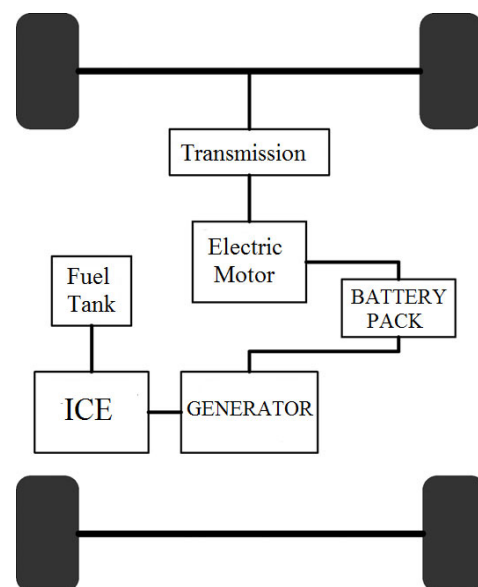 Transmission
Electric
Motor
Fuel
Tank
BATTERY
PACK
ICE
GENERATOR